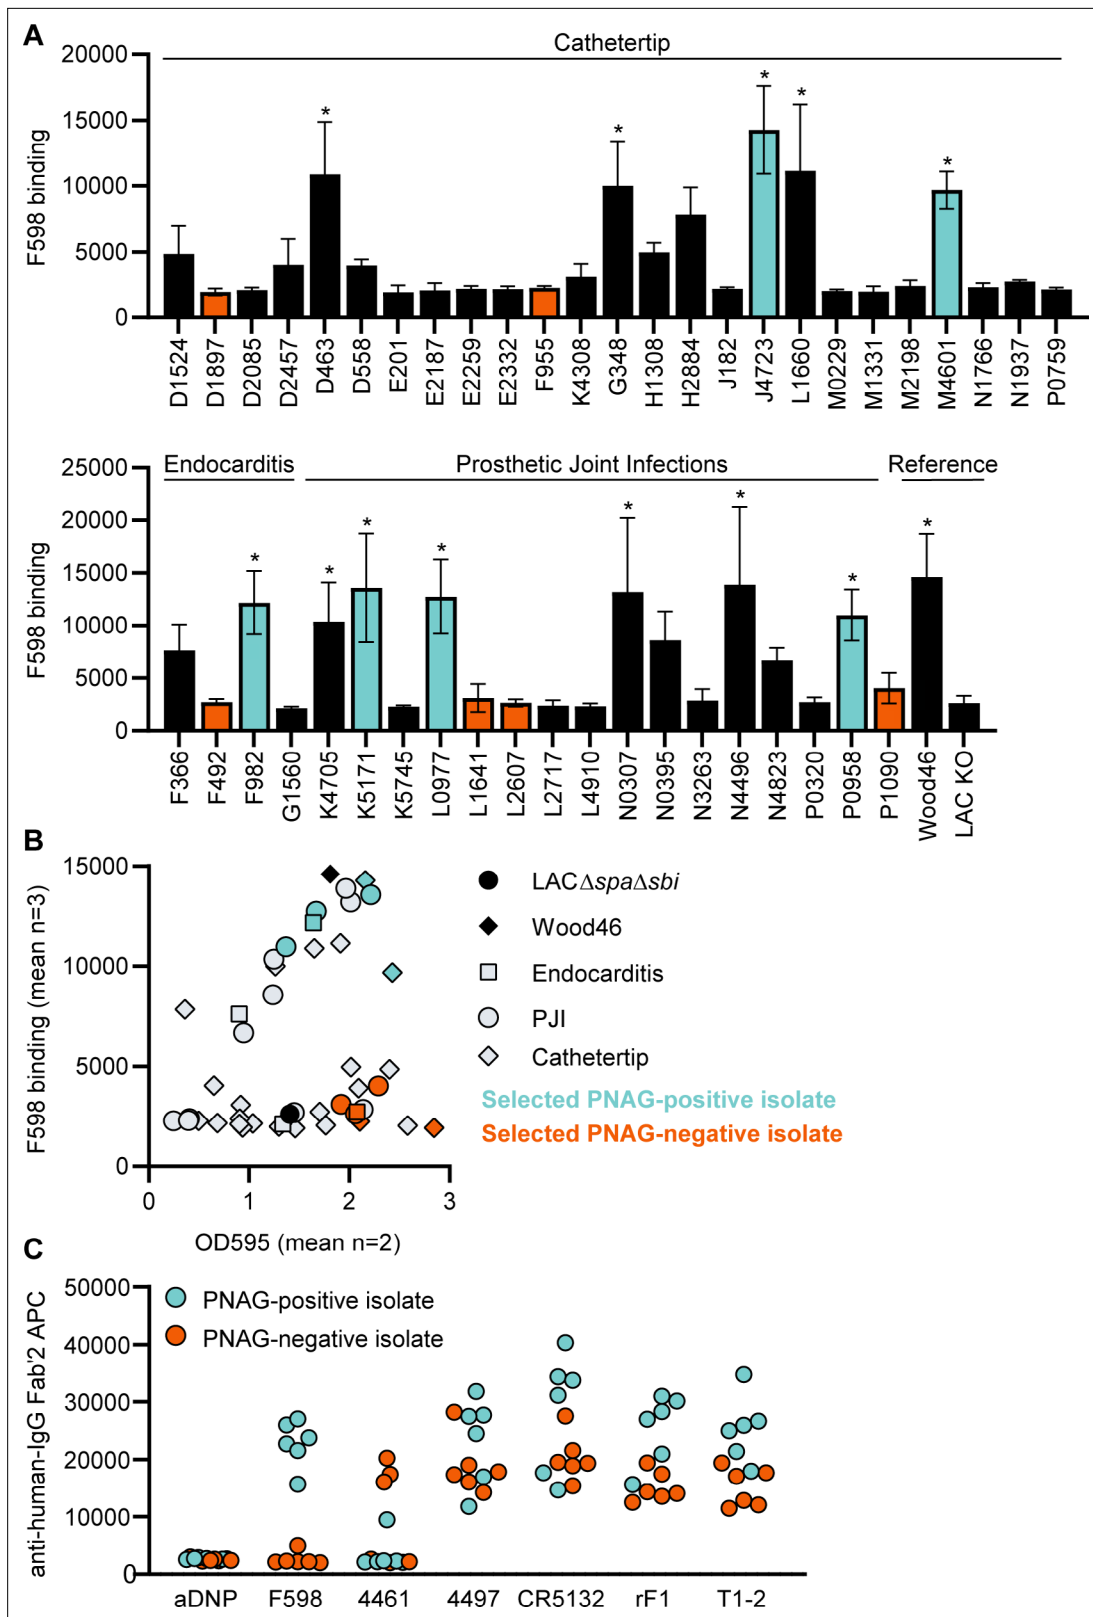 A
Cathetertip
F598 binding
20000
15000
10000
5000
0
* * * * *
D1524 D1897 D2085 D2457 D463 D558 E201 E2187 E2259 E2332 F955 K4308 G348 H1308 H2884 J182 J4723 L1660 M0229 M1331 M2198 M4601 N1766 N1937 P0759
Endocarditis Prosthetic Joint Infections Reference
F598 binding
25000
20000
15000
10000
5000
0
* * * * * * * *
F366 F492 F982 G1560 K4705 K5171 K5745 L0977 L1641 L2607 L2717 L4910 N0307 N0395 N3263 N4496 N4823 P0320 P0958 P1090 Wood46 LAC KO
B
F598 binding (mean n=3)
15000
10000
5000
0
0 1 2 3
OD595 (mean n=2)
LACΔspaΔsbi
Wood46
Endocarditis
PJI
Cathetertip
Selected PNAG-positive isolate
Selected PNAG-negative isolate
C
anti-human-IgG Fab'2 APC
50000
40000
30000
20000
10000
0
PNAG-positive isolate
PNAG-negative isolate
aDNP F598 4461 4497 CR5132 rF1 T1-2